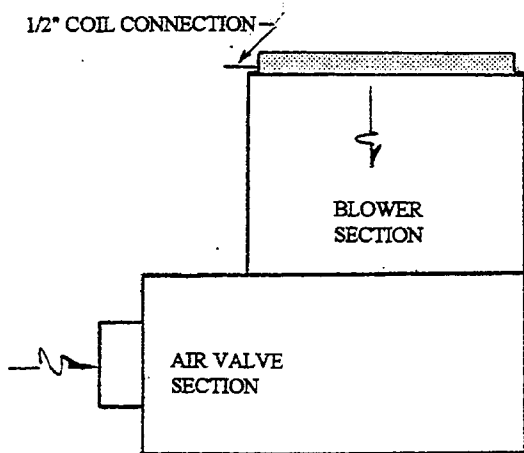 1/2" COIL CONNECTION
BLOWER
SECTION
AIR VALVE
SECTION